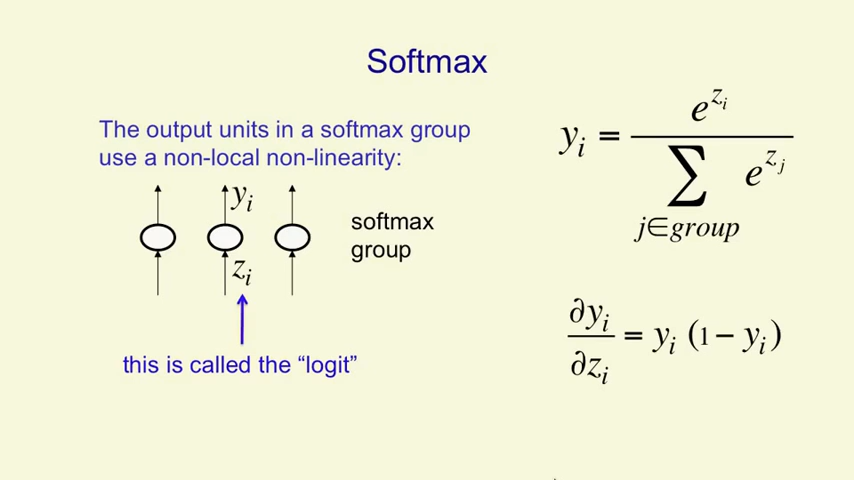 Softmax
The output units in a softmax group
use a non-local non-linearity:
y_i
softmax
group
z_i
this is called the “logit”
y_i = e^{z_i} / ∑_{j∈group} e^{z_j}
∂y_i / ∂z_i = y_i (1 − y_i)